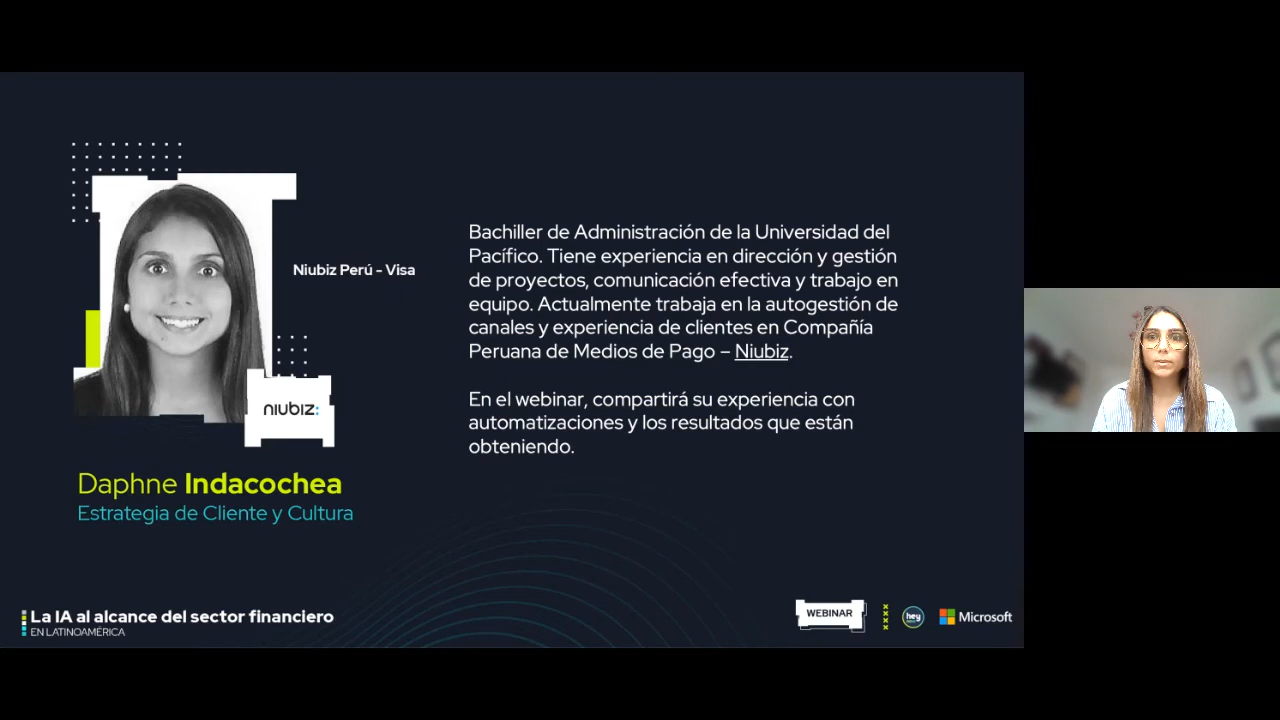 Niubiz Perú - Visa
niubiz:
Daphne Indacochea
Estrategia de Cliente y Cultura
Bachiller de Administración de la Universidad del
Pacífico. Tiene experiencia en dirección y gestión
de proyectos, comunicación efectiva y trabajo en
equipo. Actualmente trabaja en la autogestión de
canales y experiencia de clientes en Compañía
Peruana de Medios de Pago – Niubiz.
En el webinar, compartirá su experiencia con
automatizaciones y los resultados que están
obteniendo.
La IA al alcance del sector financiero
EN LATINOAMÉRICA
WEBINAR
hey
Microsoft